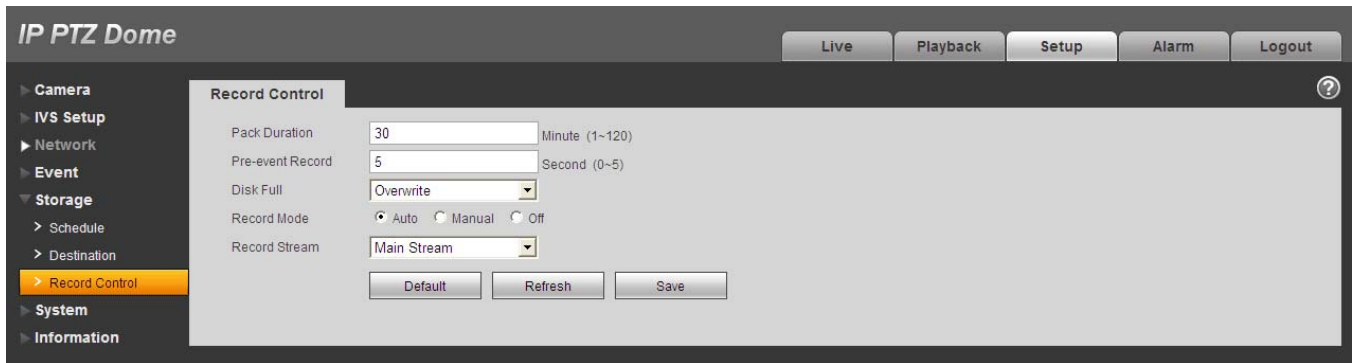 IP PTZ Dome
Live
Playback
Setup
Alarm
Logout
?
Camera
IVS Setup
Network
Event
Storage
> Schedule
> Destination
> Record Control
System
Information
Record Control
Pack Duration 30 Minute (1~120)
Pre-event Record 5 Second (0~5)
Disk Full Overwrite
Record Mode Auto Manual Off
Record Stream Main Stream
Default Refresh Save